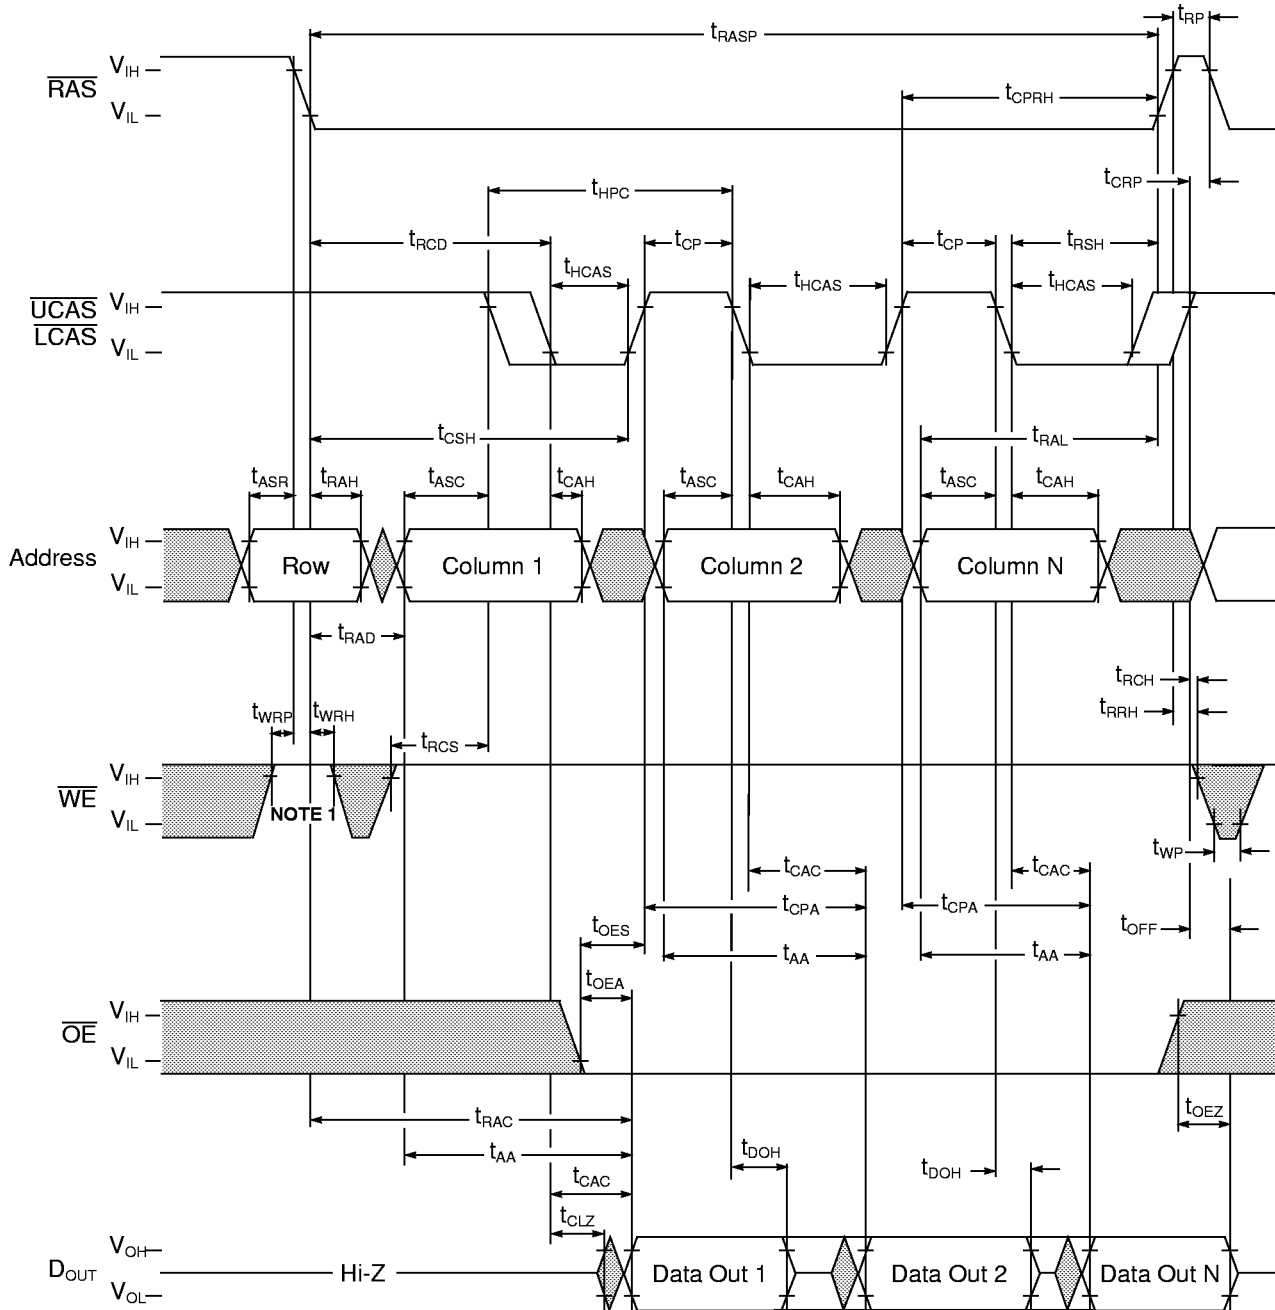 tRP
tRASP
VIH
RAS
tCPRH
VIL
tCRP
tHPC
tRCD
tCP
tCP
tRSH
tHCAS
tHCAS
tHCAS
UCAS
VIH
LCAS
VIL
tCSH
tRAL
tASR
tRAH
tASC
tCAH
tASC
tCAH
tASC
tCAH
VIH
Address
Row
Column 1
Column 2
Column N
VIL
tRAD
tRCH
tWRP
tWRH
tRRH
tRCS
VIH
WE
NOTE 1
VIL
tWP
tCAC
tCAC
tCPA
tCPA
tOES
tOFF
tAA
tAA
tOEA
VIH
OE
VIL
tRAC
tOEZ
tAA
tDOH
tDOH
tCAC
tCLZ
VOH
DOUT
Hi-Z
Data Out 1
Data Out 2
Data Out N
VOL